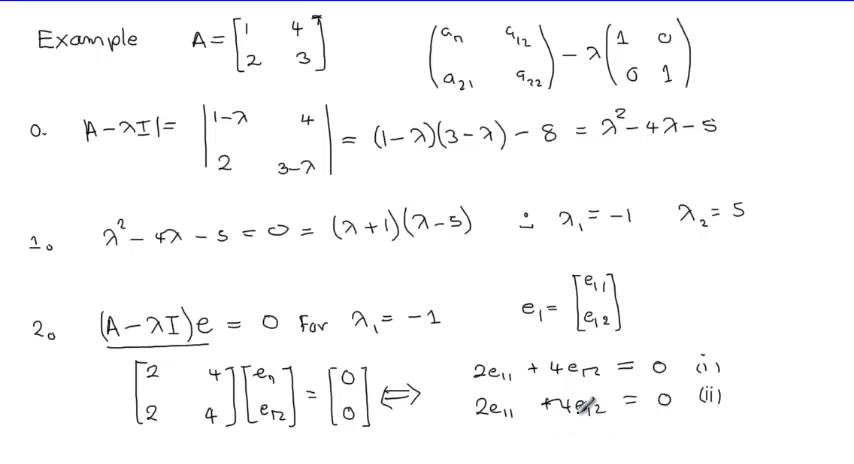 Example A = [1 4; 2 3] (a11 a12; a21 a22) − λ(1 0; 0 1)
0. |A − λI| = |1−λ 4; 2 3−λ| = (1−λ)(3−λ) − 8 = λ² − 4λ − 5
1. λ² − 4λ − 5 = 0 = (λ+1)(λ−5) ∴ λ₁ = −1 λ₂ = 5
2. (A − λI)e = 0 for λ₁ = −1 e₁ = [e₁₁; e₁₂]
[2 4; 2 4][e₁₁; e₁₂] = [0; 0] ⟺ 2e₁₁ + 4e₁₂ = 0 (i)
2e₁₁ + 4e₁₂ = 0 (ii)